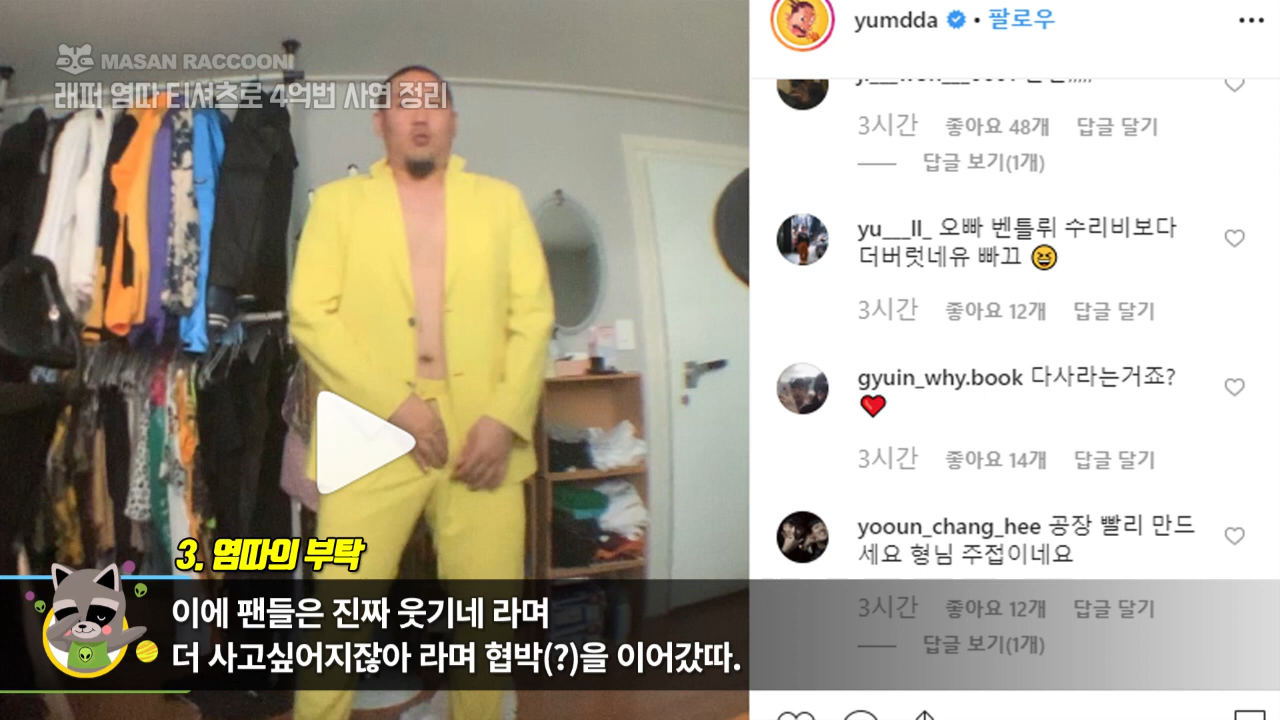 MASAN RACCOONI
래퍼 염따 티셔츠로 4억번 사연 정리
yumdda • 팔로우
3시간 좋아요 48개 답글 달기
답글 보기(1개)
yu___ll_ 오빠 벤틀뤼 수리비보다
더버럿네유 빠끄
3시간 좋아요 12개 답글 달기
gyuin_why.book 다사라는거죠?
3시간 좋아요 14개 답글 달기
yooun_chang_hee 공장 빨리 만드
세요 형님 주접이네요
3시간 좋아요 12개 답글 달기
답글 보기(1개)
3. 염따의 부탁
이에 팬들은 진짜 웃기네 라며
더 사고싶어지잖아 라며 협박(?)을 이어갔따.